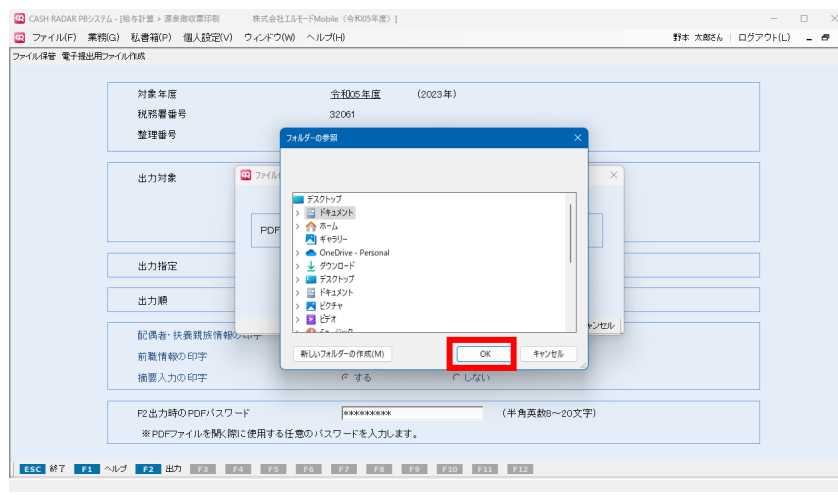 CASH RADAR PBシステム - [給与計算 > 源泉徴収票印刷 株式会社エルモードMobile（令和05年度）]
ファイル(F) 業務(G) 私書箱(P) 個人設定(V) ウィンドウ(W) ヘルプ(H) 野本 太郎さん | ログアウト(L)
ファイル保管 電子提出用ファイル作成
対象年度 令和05年度 (2023年)
税務署番号 32061
整理番号
フォルダーの参照
出力対象
デスクトップ
ドキュメント
ホーム
PDF
ギャラリー
OneDrive - Personal
出力指定
ダウンロード
デスクトップ
ドキュメント
出力順
ピクチャ
ビデオ
配偶者・扶養親族情報の印字
前職情報の印字
新しいフォルダーの作成(M) OK キャンセル
摘要入力の印字 する しない
F2出力時のPDFパスワード ********* (半角英数8～20文字)
※PDFファイルを開く際に使用する任意のパスワードを入力します。
ESC 終了 F1 ヘルプ F2 出力 F3 F4 F5 F6 F7 F8 F9 F10 F11 F12